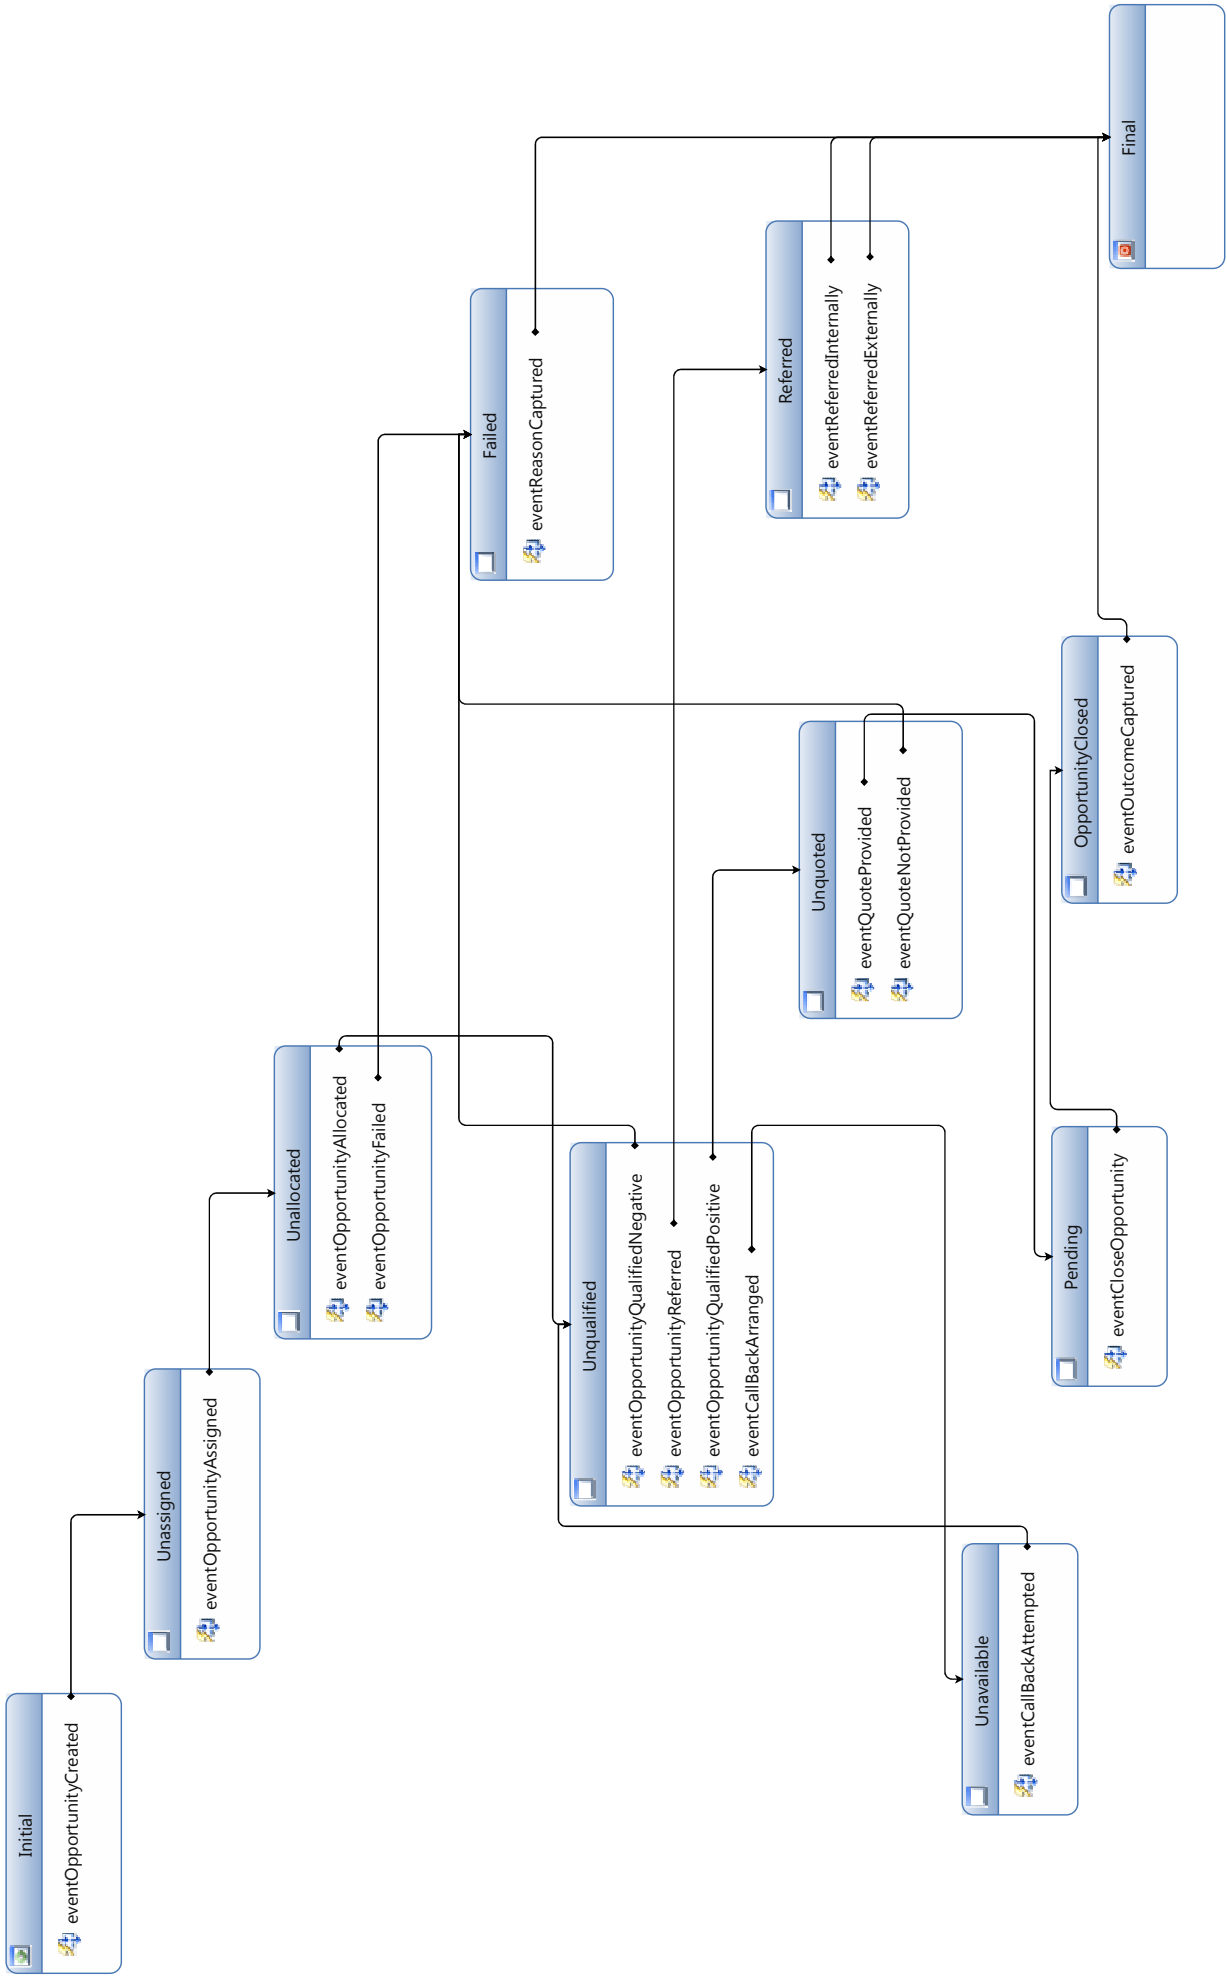 Initial
eventOpportunityCreated
Unassigned
eventOpportunityAssigned
Unallocated
eventOpportunityAllocated
eventOpportunityFailed
Failed
eventReasonCaptured
Unqualified
eventOpportunityQualifiedNegative
eventOpportunityReferred
eventOpportunityQualifiedPositive
eventCallBackArranged
Referred
eventReferredInternally
eventReferredExternally
Unquoted
eventQuoteProvided
eventQuoteNotProvided
Unavailable
eventCallBackAttempted
Pending
eventCloseOpportunity
OpportunityClosed
eventOutcomeCaptured
Final